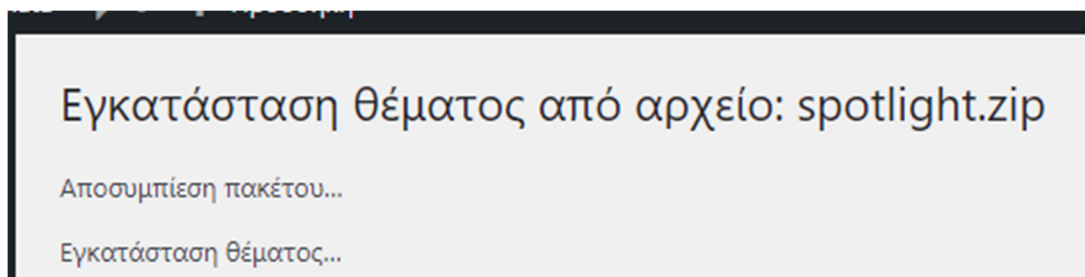 Εγκατάσταση θέματος από αρχείο: spotlight.zip
Αποσυμπίεση πακέτου...
Εγκατάσταση θέματος...